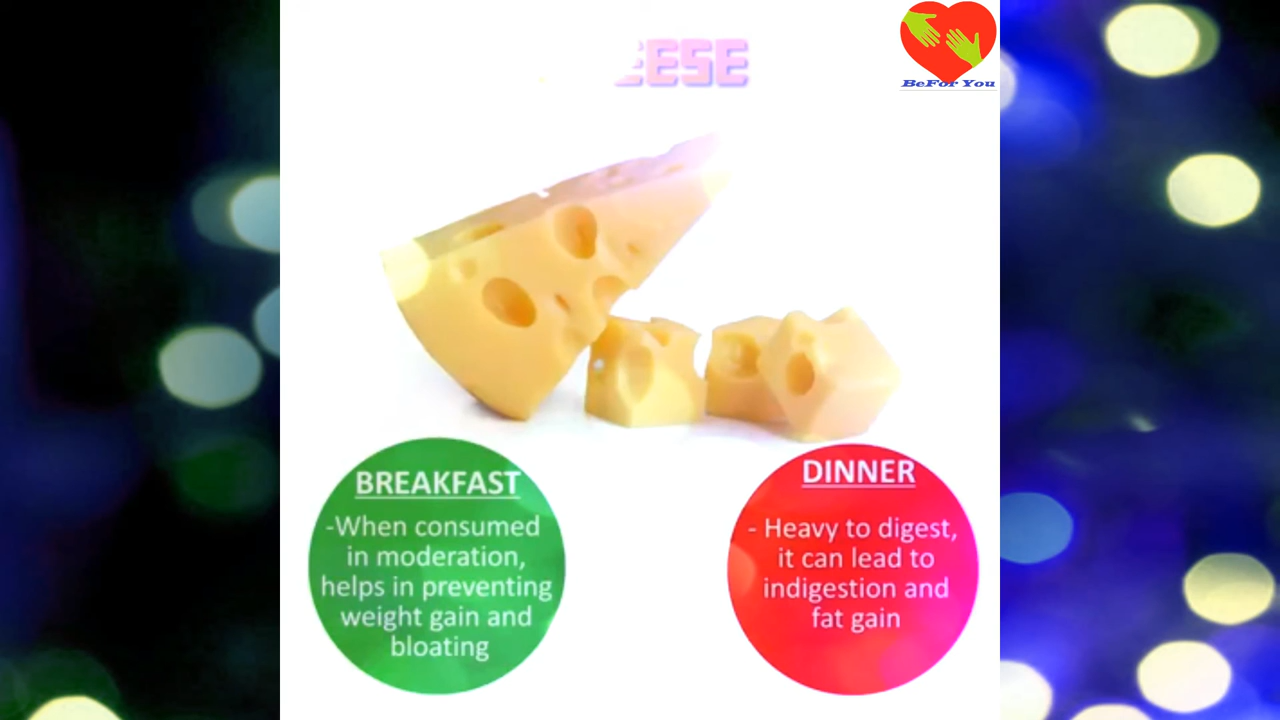 EESE
BeFor You
BREAKFAST
-When consumed
in moderation,
helps in preventing
weight gain and
bloating
DINNER
- Heavy to digest,
it can lead to
indigestion and
fat gain